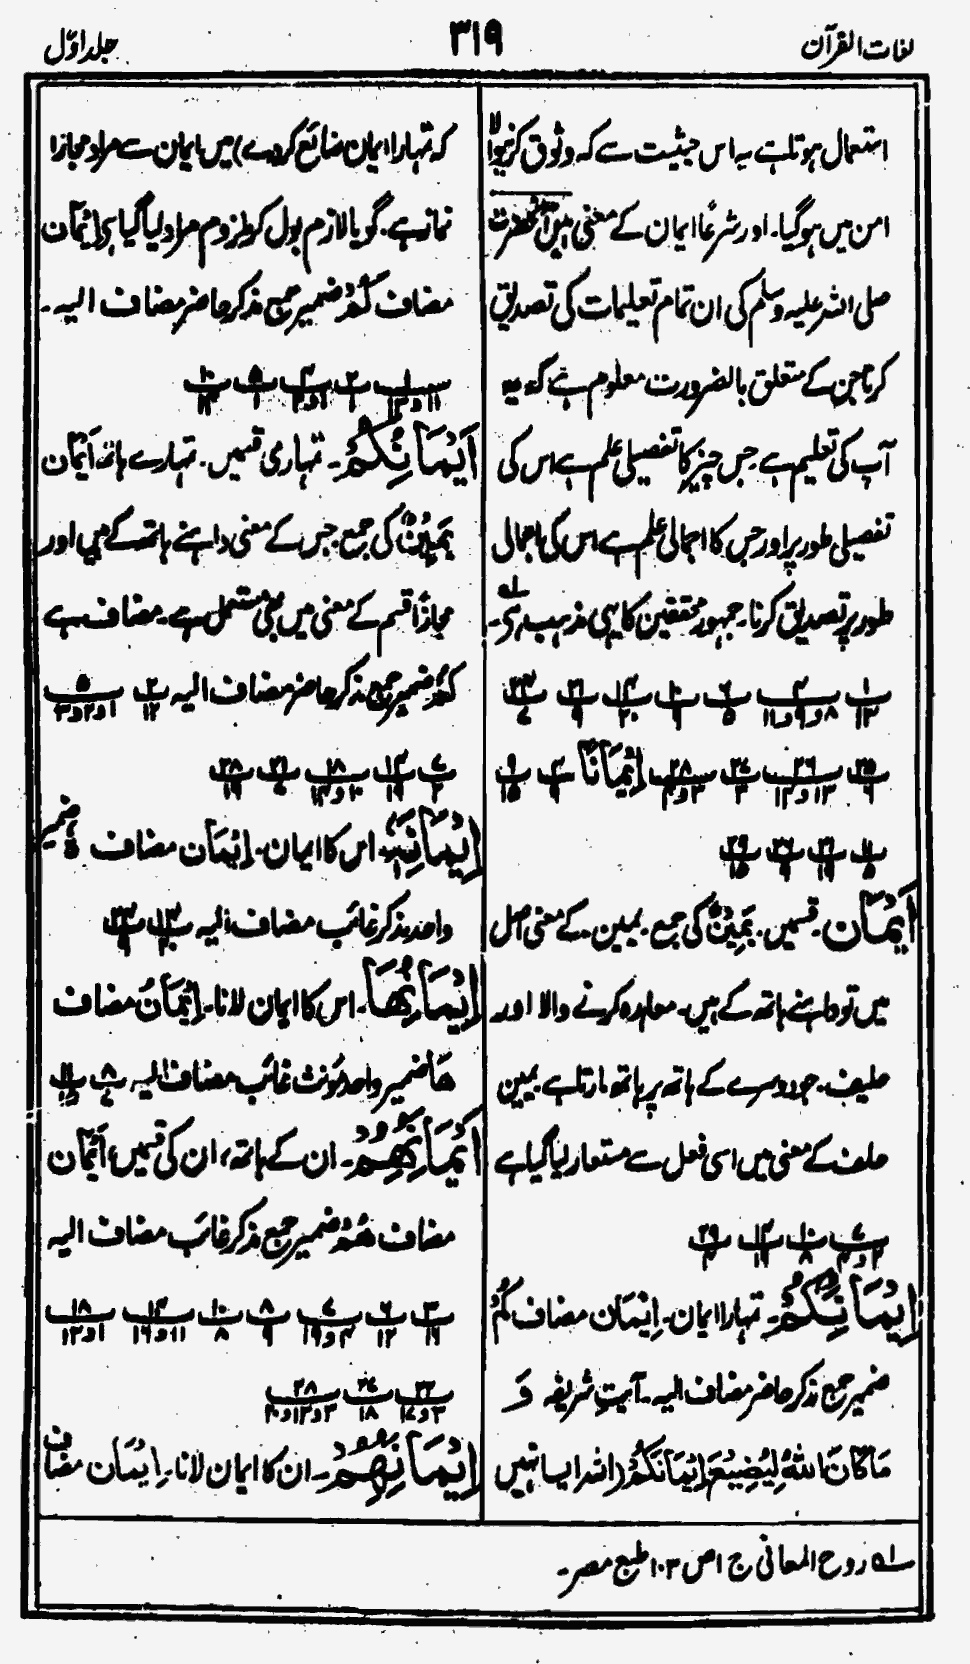 لغات القرآن
٣١٩
جلد اوّل
استعمال ہوتا ہے یہ اس حیثیت سے کہ وثوق کرنیوالا
امن میں ہو گیا۔ اور شرعاً ایمان کے معنی ہیں آنحضرت
صلی اللہ علیہ وسلم کی ان تمام تعلیمات کی تصدیق
کرنا جن کے متعلق بالضرورت معلوم ہے کہ یہ
آپ کی تعلیم ہے۔ جس چیز کا تفصیلی علم ہے اس کی
تفصیلی طور پر اور جس کا اجمالی علم ہے اس کی اجمالی
طور پر تصدیق کرنا۔ جمہور محققین کا یہی مذہب ہے لہ۔
اِیْمَانًا
اَیْمَان۔ قسمیں۔ یَمِیْنٌ کی جمع۔ یمین۔ کے معنی اصل
میں تو داہنے ہاتھ کے ہیں۔ معاہدہ کرنے والا اور
حلیف۔ جو دوسرے کے ہاتھ پر ہاتھ مارتا ہے یمین
حلف کے معنی میں اسی فعل سے مستعار لیا گیا ہے
اِیْمَانِکُمْ۔ تمہارا ایمان۔ اِیْمَان مضاف کُمْ
ضمیر جمع مذکر حاضر مضاف الیہ۔ آیت شریفہ وَ
مَا کَانَ اللّٰہُ لِیُضِیْعَ اِیْمَانَکُمْ (اللہ ایسا نہیں
کہ تمہارا ایمان ضائع کر دے) میں ایمان سے مراد مجازا
نماز ہے۔ گویا لازم بول کر ملزوم مراد لیا گیا ہے اِیْمَان
مضاف کُمْ ضمیر جمع مذکر حاضر مضاف الیہ۔
اَیْمَانُکُمْ۔ تمہاری قسمیں۔ تمہارے ہاتھ اَیْمَان
یَمِیْنٌ کی جمع جس کے معنی داہنے ہاتھ کے ہیں اور
مجازاً قسم کے معنی میں بھی مستعمل ہے۔ مضاف ہے
کُمْ ضمیر جمع مذکر حاضر مضاف الیہ
اِیْمَانِہٖ۔ اس کا ایمان۔ اِیْمَان مضاف ہٖ ضمیر
واحد مذکر غائب مضاف الیہ
اِیْمَانُھَا۔ اس کا ایمان لانا۔ اِیْمَانُ مضاف
ھَا ضمیر واحد مؤنث غائب مضاف الیہ
اَیْمَانُھُمْ۔ ان کے ہاتھ، ان کی قسمیں، اَیْمَان
مضاف ھُمْ ضمیر جمع مذکر غائب مضاف الیہ
اِیْمَانُھُمْ۔ ان کا ایمان لانا۔ اِیْمَان مضاف
لہ روح المعانی ج ۱ ص ۱۰۳ طبع مصر۔